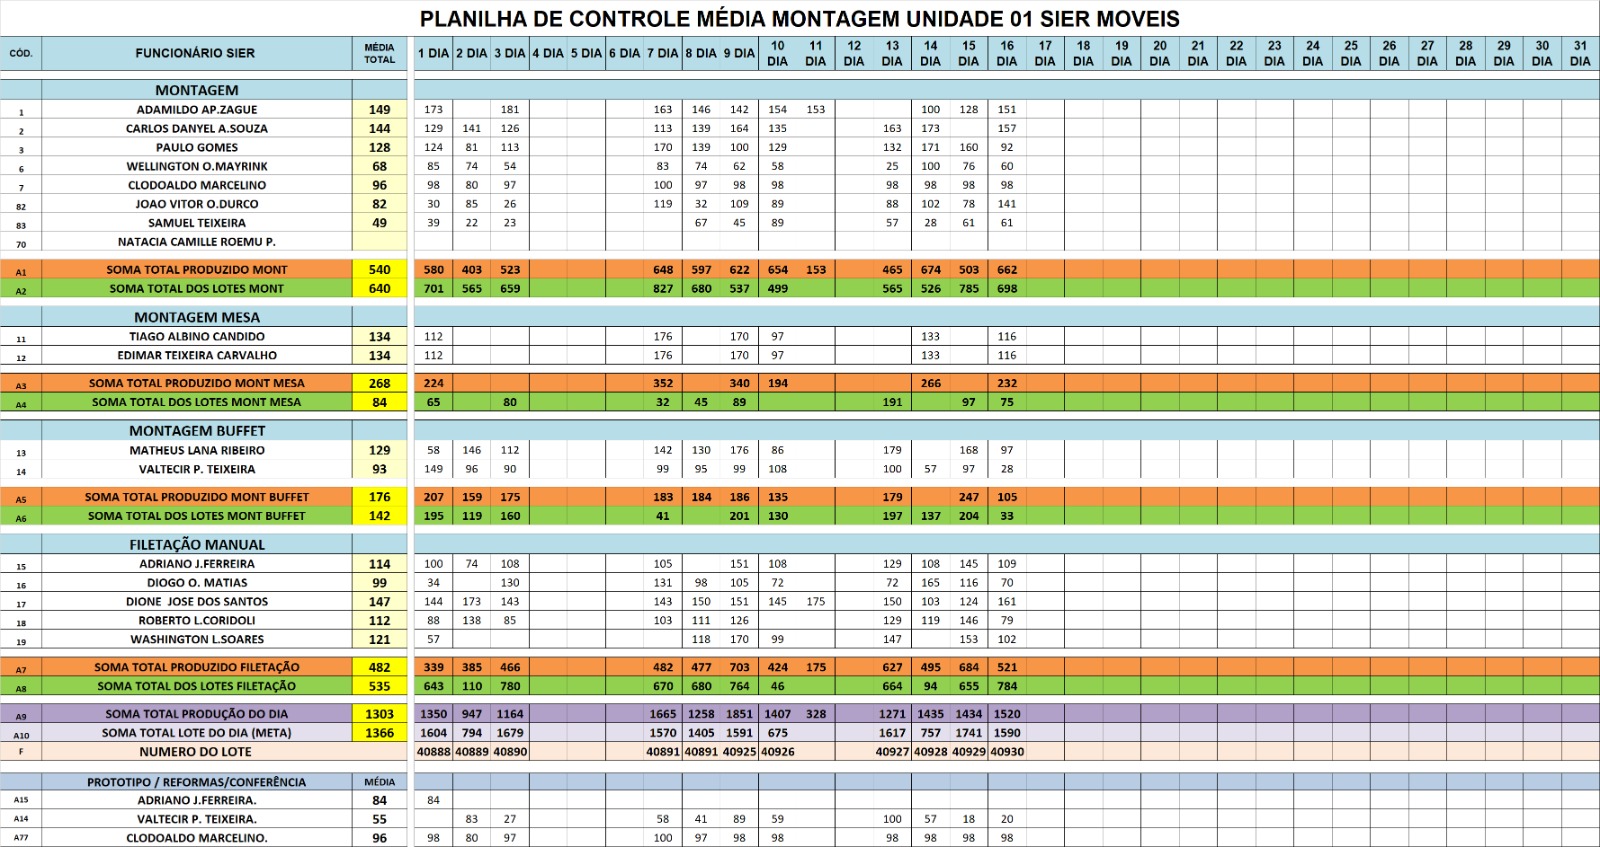 PLANILHA DE CONTROLE MÉDIA MONTAGEM UNIDADE 01 SIER MOVEIS
CÓD. FUNCIONÁRIO SIER MÉDIA TOTAL 1 DIA 2 DIA 3 DIA 4 DIA 5 DIA 6 DIA 7 DIA 8 DIA 9 DIA 10 DIA 11 DIA 12 DIA 13 DIA 14 DIA 15 DIA 16 DIA 17 DIA 18 DIA 19 DIA 20 DIA 21 DIA 22 DIA 23 DIA 24 DIA 25 DIA 26 DIA 27 DIA 28 DIA 29 DIA 30 DIA 31 DIA
MONTAGEM
1 ADAMILDO AP.ZAGUE 149 173 181 163 146 142 154 153 100 128 151
2 CARLOS DANYEL A.SOUZA 144 129 141 126 113 139 164 135 163 173 157
3 PAULO GOMES 128 124 81 113 170 139 100 129 132 171 160 92
6 WELLINGTON O.MAYRINK 68 85 74 54 83 74 62 58 25 100 76 60
7 CLODOALDO MARCELINO 96 98 80 97 100 97 98 98 98 98 98 98
82 JOAO VITOR O.DURCO 82 30 85 26 119 32 109 89 88 102 78 141
83 SAMUEL TEIXEIRA 49 39 22 23 67 45 89 57 28 61 61
70 NATACIA CAMILLE ROEMU P.
A1 SOMA TOTAL PRODUZIDO MONT 540 580 403 523 648 597 622 654 153 465 674 503 662
A2 SOMA TOTAL DOS LOTES MONT 640 701 565 659 827 680 537 499 565 526 785 698
MONTAGEM MESA
11 TIAGO ALBINO CANDIDO 134 112 176 170 97 133 116
12 EDIMAR TEIXEIRA CARVALHO 134 112 176 170 97 133 116
A3 SOMA TOTAL PRODUZIDO MONT MESA 268 224 352 340 194 266 232
A4 SOMA TOTAL DOS LOTES MONT MESA 84 65 80 32 45 89 191 97 75
MONTAGEM BUFFET
13 MATHEUS LANA RIBEIRO 129 58 146 112 142 130 176 86 179 168 97
14 VALTECIR P. TEIXEIRA 93 149 96 90 99 95 99 108 100 57 97 28
A5 SOMA TOTAL PRODUZIDO MONT BUFFET 176 207 159 175 183 184 186 135 179 247 105
A6 SOMA TOTAL DOS LOTES MONT BUFFET 142 195 119 160 41 201 130 197 137 204 33
FILETAÇÃO MANUAL
15 ADRIANO J.FERREIRA 114 100 74 108 105 151 108 129 108 145 109
16 DIOGO O. MATIAS 99 34 130 131 98 105 72 72 165 116 70
17 DIONE JOSE DOS SANTOS 147 144 173 143 143 150 151 145 175 150 103 124 161
18 ROBERTO L.CORIDOLI 112 88 138 85 103 111 126 129 119 146 79
19 WASHINGTON L.SOARES 121 57 118 170 99 147 153 102
A7 SOMA TOTAL PRODUZIDO FILETAÇÃO 482 339 385 466 482 477 703 424 175 627 495 684 521
A8 SOMA TOTAL DOS LOTES FILETAÇÃO 535 643 110 780 670 680 764 46 664 94 655 784
A9 SOMA TOTAL PRODUÇÃO DO DIA 1303 1350 947 1164 1665 1258 1851 1407 328 1271 1435 1434 1520
A10 SOMA TOTAL LOTE DO DIA (META) 1366 1604 794 1679 1570 1405 1591 675 1617 757 1741 1590
F NUMERO DO LOTE 40888 40889 40890 40891 40891 40925 40926 40927 40928 40929 40930
PROTOTIPO / REFORMAS/CONFERÊNCIA MÉDIA
A15 ADRIANO J.FERREIRA. 84 84
A14 VALTECIR P. TEIXEIRA. 55 83 27 58 41 89 59 100 57 18 20
A77 CLODOALDO MARCELINO. 96 98 80 97 100 97 98 98 98 98 98 98